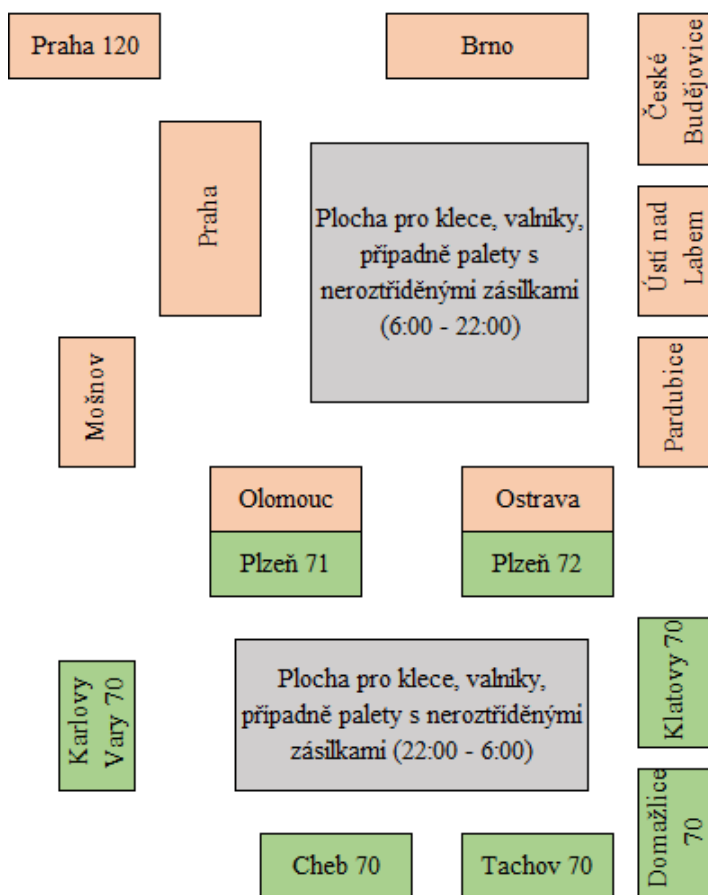 Praha 120
Brno
České
Budějovice
Praha
Plocha pro klece, valníky,
případně palety s
neroztříděnými zásilkami
(6:00 - 22:00)
Ústí nad
Labem
Mošnov
Pardubice
Olomouc
Ostrava
Plzeň 71
Plzeň 72
Karlovy
Vary 70
Plocha pro klece, valníky,
případně palety s neroztříděnými
zásilkami (22:00 - 6:00)
Klatovy 70
Domažlice
70
Cheb 70
Tachov 70